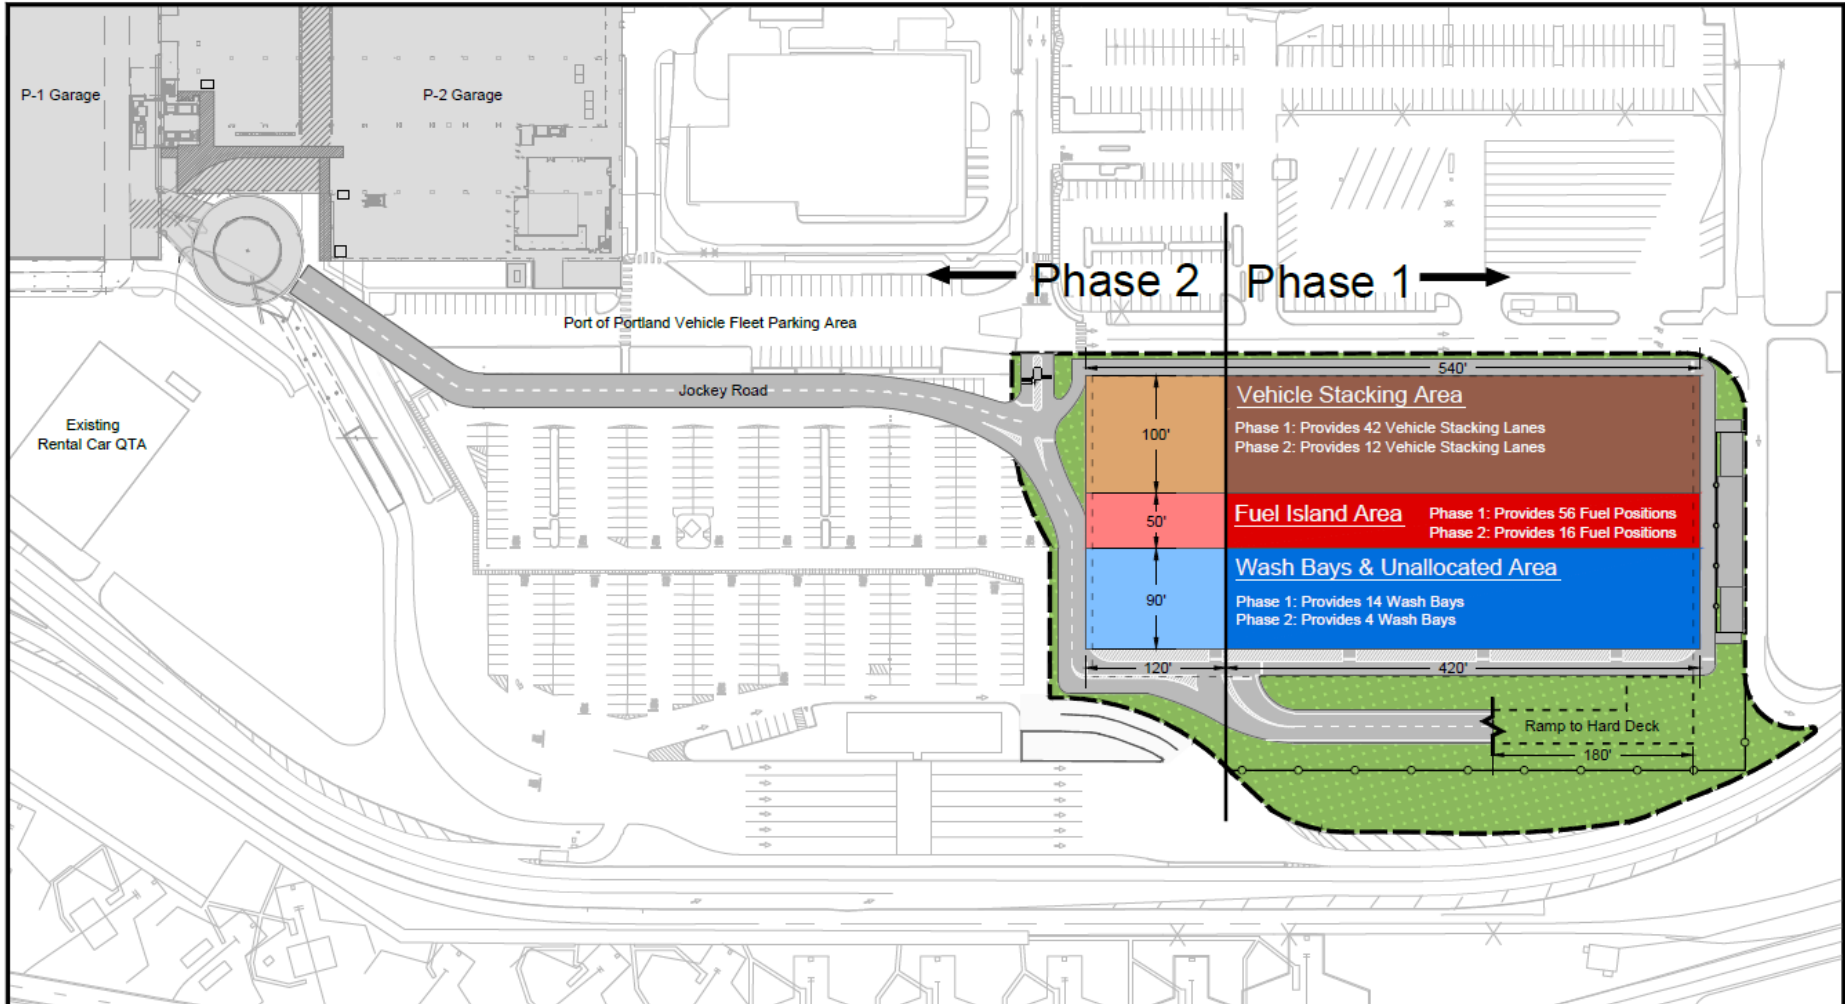 P-1 Garage
P-2 Garage
Phase 2
Phase 1
Port of Portland Vehicle Fleet Parking Area
Jockey Road
Existing
Rental Car QTA
540'
100'
Vehicle Stacking Area
Phase 1: Provides 42 Vehicle Stacking Lanes
Phase 2: Provides 12 Vehicle Stacking Lanes
50'
Fuel Island Area
Phase 1: Provides 56 Fuel Positions
Phase 2: Provides 16 Fuel Positions
90'
Wash Bays & Unallocated Area
Phase 1: Provides 14 Wash Bays
Phase 2: Provides 4 Wash Bays
120'
420'
Ramp to Hard Deck
180'